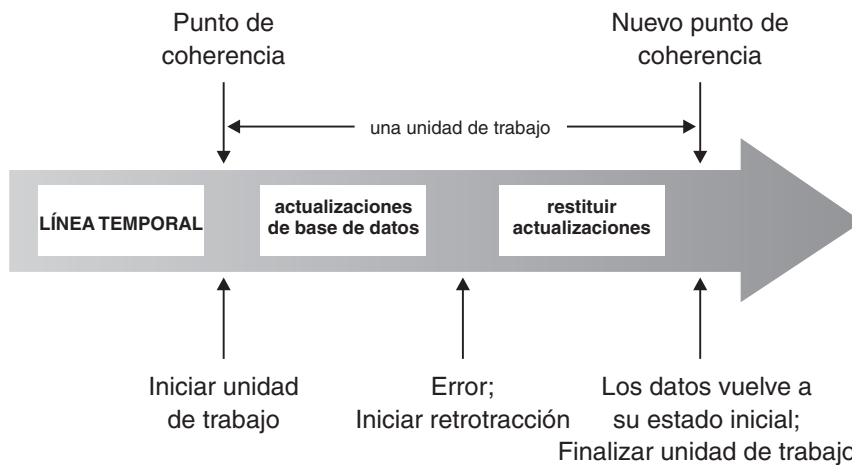 Punto de
coherencia
Nuevo punto de
coherencia
una unidad de trabajo
LÍNEA TEMPORAL
actualizaciones
de base de datos
restituir
actualizaciones
Iniciar unidad
de trabajo
Error;
Iniciar retrotracción
Los datos vuelve a
su estado inicial;
Finalizar unidad de trabajo